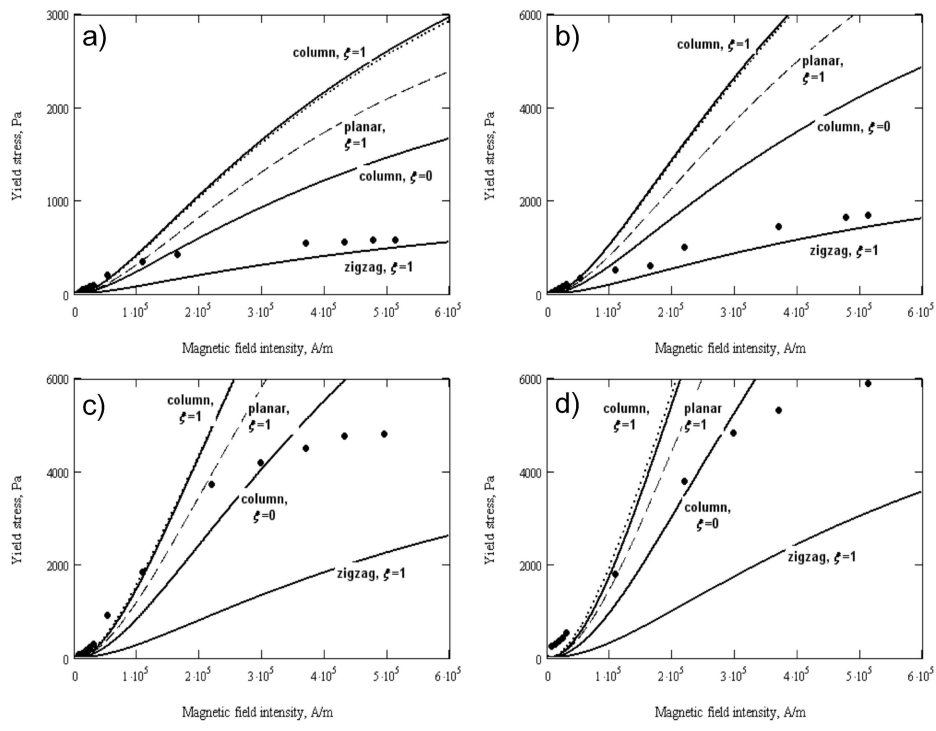 a)
3000
2000
1000
0
Yield stress, Pa
column, ξ=1
planar,
ξ=1
column, ξ=0
zigzag, ξ=1
0
1·10⁵
2·10⁵
3·10⁵
4·10⁵
5·10⁵
6·10⁵
Magnetic field intensity, A/m
b)
6000
4000
2000
0
Yield stress, Pa
column, ξ=1
planar,
ξ=1
column, ξ=0
zigzag, ξ=1
0
1·10⁵
2·10⁵
3·10⁵
4·10⁵
5·10⁵
6·10⁵
Magnetic field intensity, A/m
c)
6000
4000
2000
0
Yield stress, Pa
column,
ξ=1
planar,
ξ=1
column,
ξ=0
zigzag, ξ=1
0
1·10⁵
2·10⁵
3·10⁵
4·10⁵
5·10⁵
6·10⁵
Magnetic field intensity, A/m
d)
6000
4000
2000
0
Yield stress, Pa
column,
ξ=1
planar
ξ=1
column,
ξ=0
zigzag, ξ=1
0
1·10⁵
2·10⁵
3·10⁵
4·10⁵
5·10⁵
6·10⁵
Magnetic field intensity, A/m